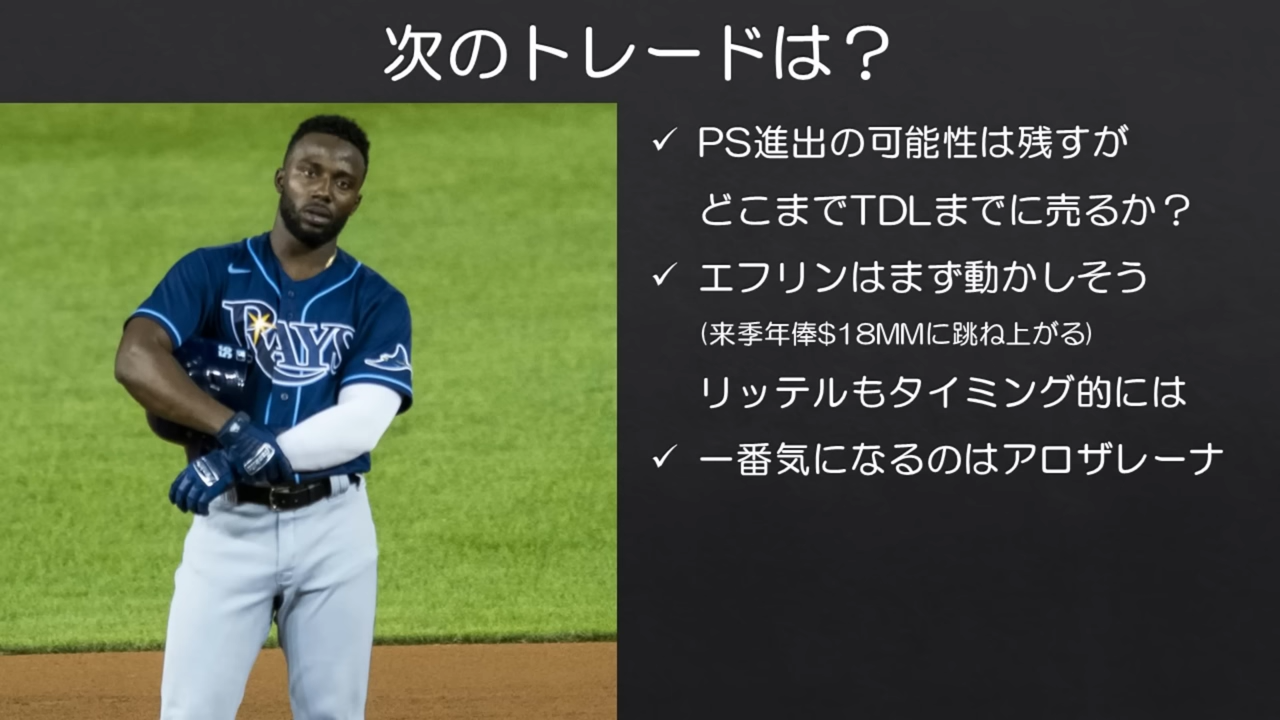 次のトレードは？
✓ PS進出の可能性は残すが
どこまでTDLまでに売るか？
✓ エフリンはまず動かしそう
(来季年俸$18MMに跳ね上がる)
リッテルもタイミング的には
✓ 一番気になるのはアロザレーナ
RAYS